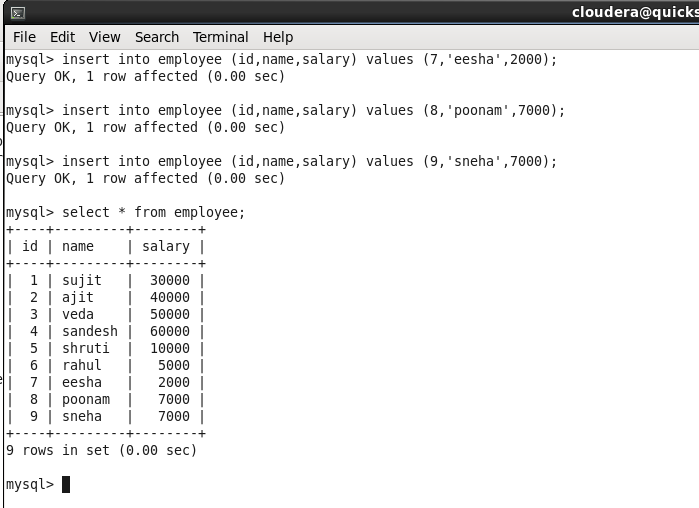 cloudera@quicks
File Edit View Search Terminal Help
mysql> insert into employee (id,name,salary) values (7,'eesha',2000);
Query OK, 1 row affected (0.00 sec)
mysql> insert into employee (id,name,salary) values (8,'poonam',7000);
Query OK, 1 row affected (0.00 sec)
mysql> insert into employee (id,name,salary) values (9,'sneha',7000);
Query OK, 1 row affected (0.00 sec)
mysql> select * from employee;
+----+---------+--------+
| id | name    | salary |
+----+---------+--------+
|  1 | sujit   |  30000 |
|  2 | ajit    |  40000 |
|  3 | veda    |  50000 |
|  4 | sandesh |  60000 |
|  5 | shruti  |  10000 |
|  6 | rahul   |   5000 |
|  7 | eesha   |   2000 |
|  8 | poonam  |   7000 |
|  9 | sneha   |   7000 |
+----+---------+--------+
9 rows in set (0.00 sec)
mysql>